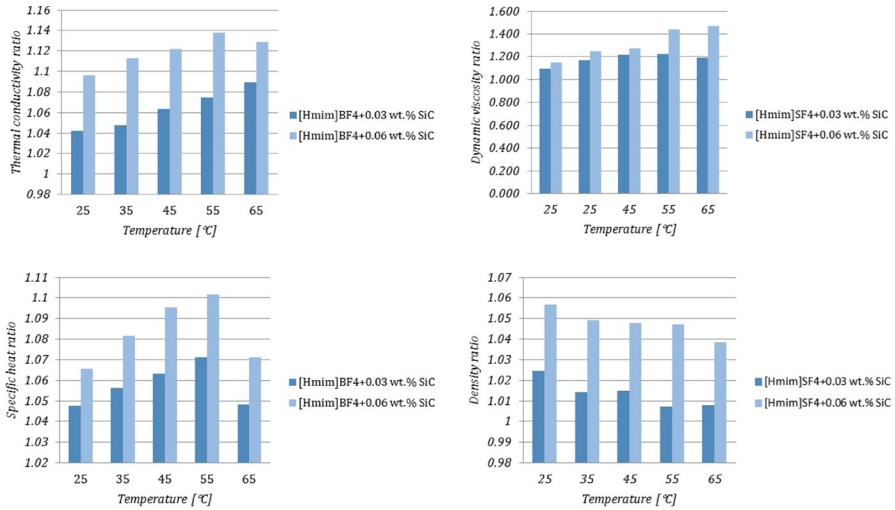 Thermal conductivity ratio
1.16
1.14
1.12
1.1
1.08
1.06
1.04
1.02
1
0.98
25 35 45 55 65
Temperature [℃]
[Hmim]BF4+0.03 wt.% SiC
[Hmim]BF4+0.06 wt.% SiC
Dynamic viscosity ratio
1.600
1.400
1.200
1.000
0.800
0.600
0.400
0.200
0.000
25 25 45 55 65
Temperature [℃]
[Hmim]SF4+0.03 wt.% SiC
[Hmim]SF4+0.06 wt.% SiC
Specific heat ratio
1.11
1.1
1.09
1.08
1.07
1.06
1.05
1.04
1.03
1.02
25 35 45 55 65
Temperature [℃]
[Hmim]BF4+0.03 wt.% SiC
[Hmim]BF4+0.06 wt.% SiC
Density ratio
1.07
1.06
1.05
1.04
1.03
1.02
1.01
1
0.99
0.98
25 35 45 55 65
Temperature [℃]
[Hmim]SF4+0.03 wt.% SiC
[Hmim]SF4+0.06 wt.% SiC